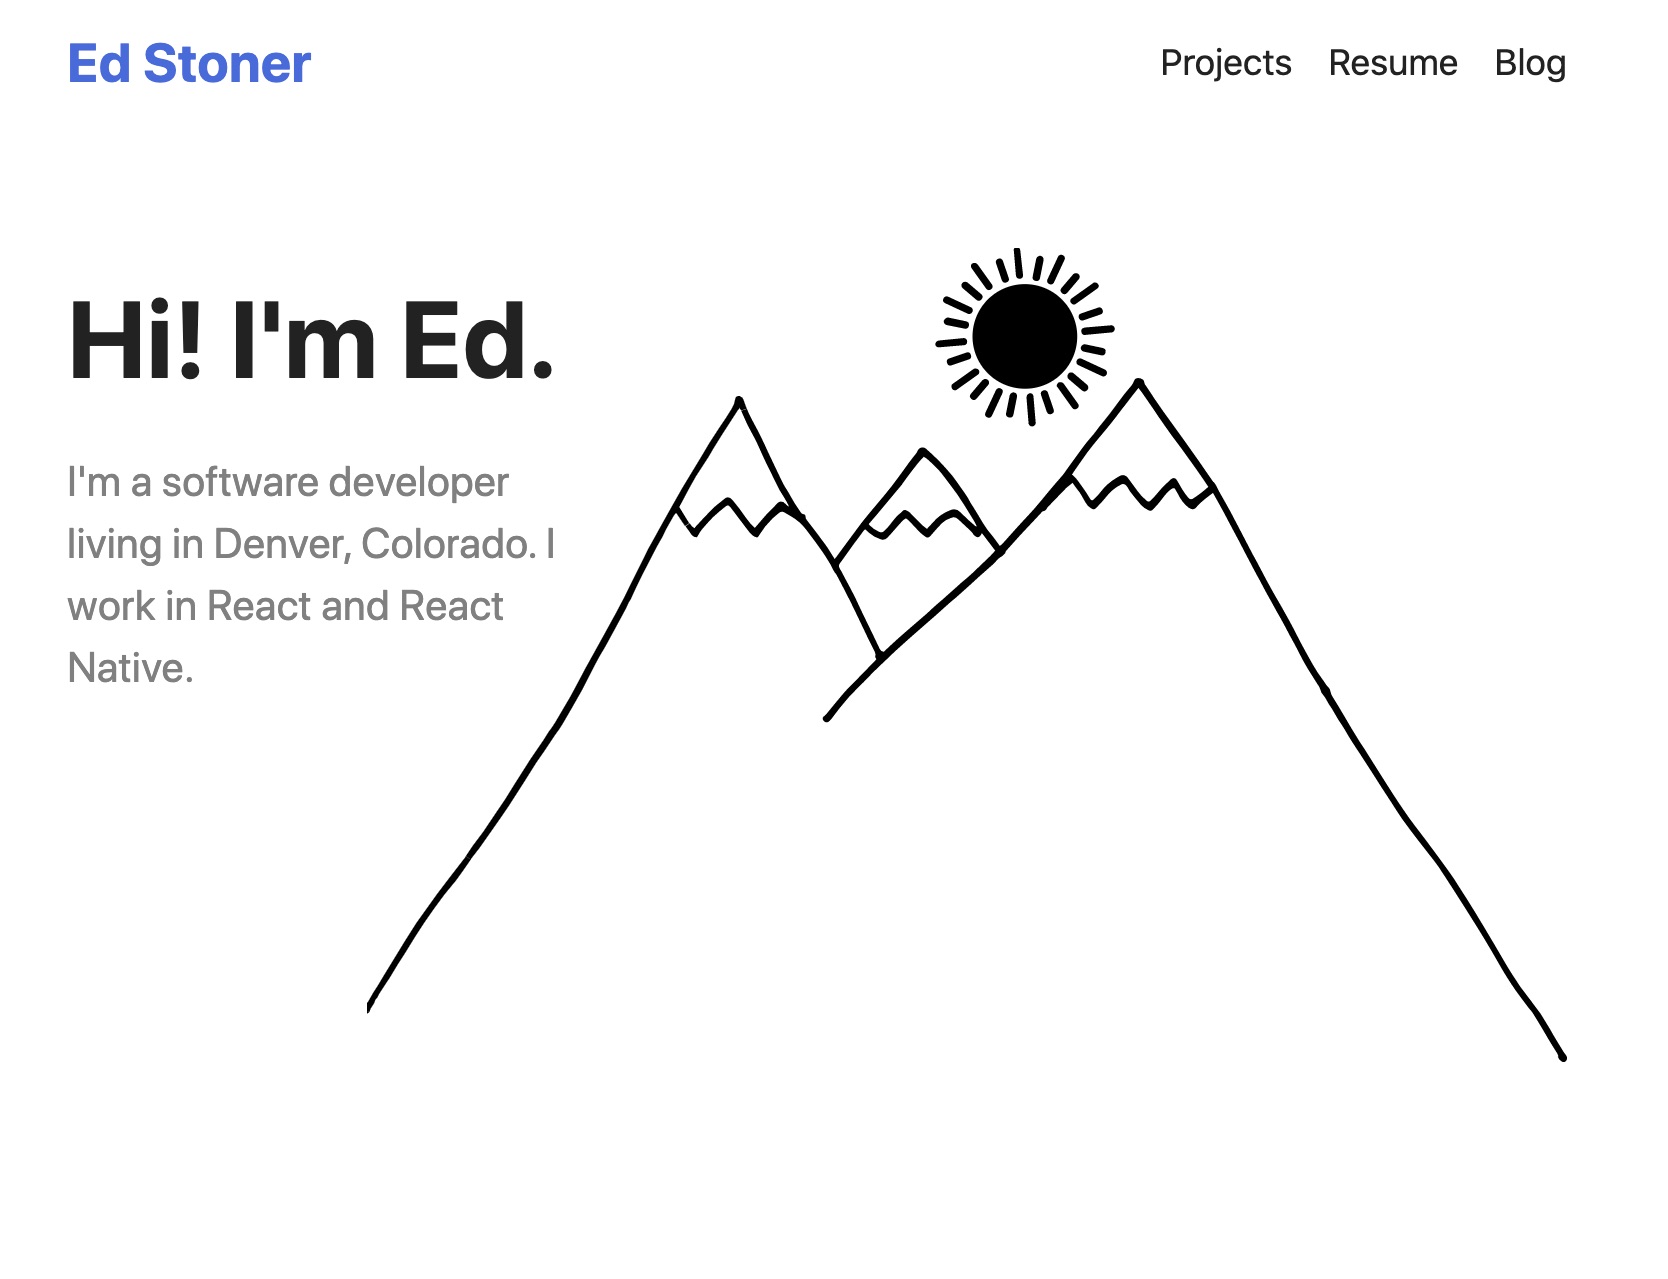 Ed Stoner
Projects Resume Blog
Hi! I'm Ed.
I'm a software developer
living in Denver, Colorado. I
work in React and React
Native.